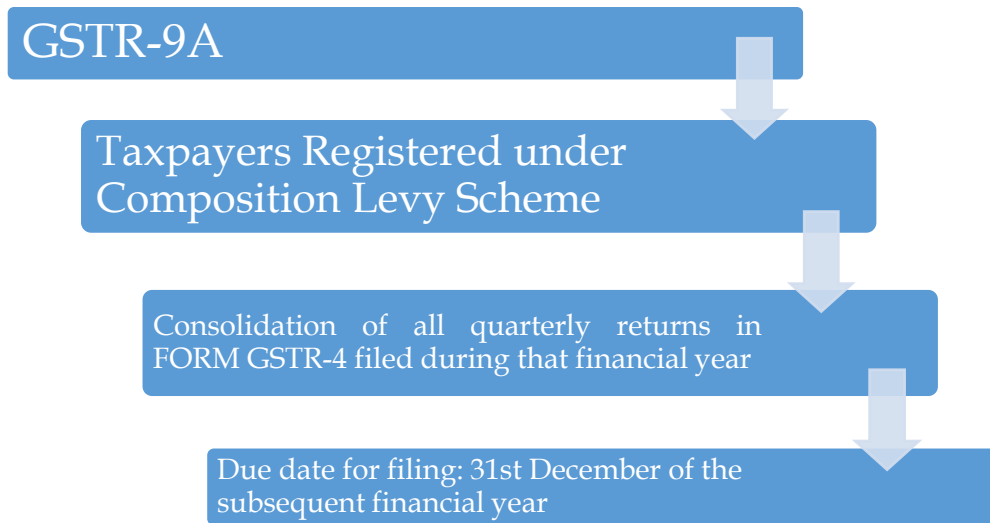 GSTR-9A
Taxpayers Registered under
Composition Levy Scheme
Consolidation of all quarterly returns in
FORM GSTR-4 filed during that financial year
Due date for filing: 31st December of the
subsequent financial year